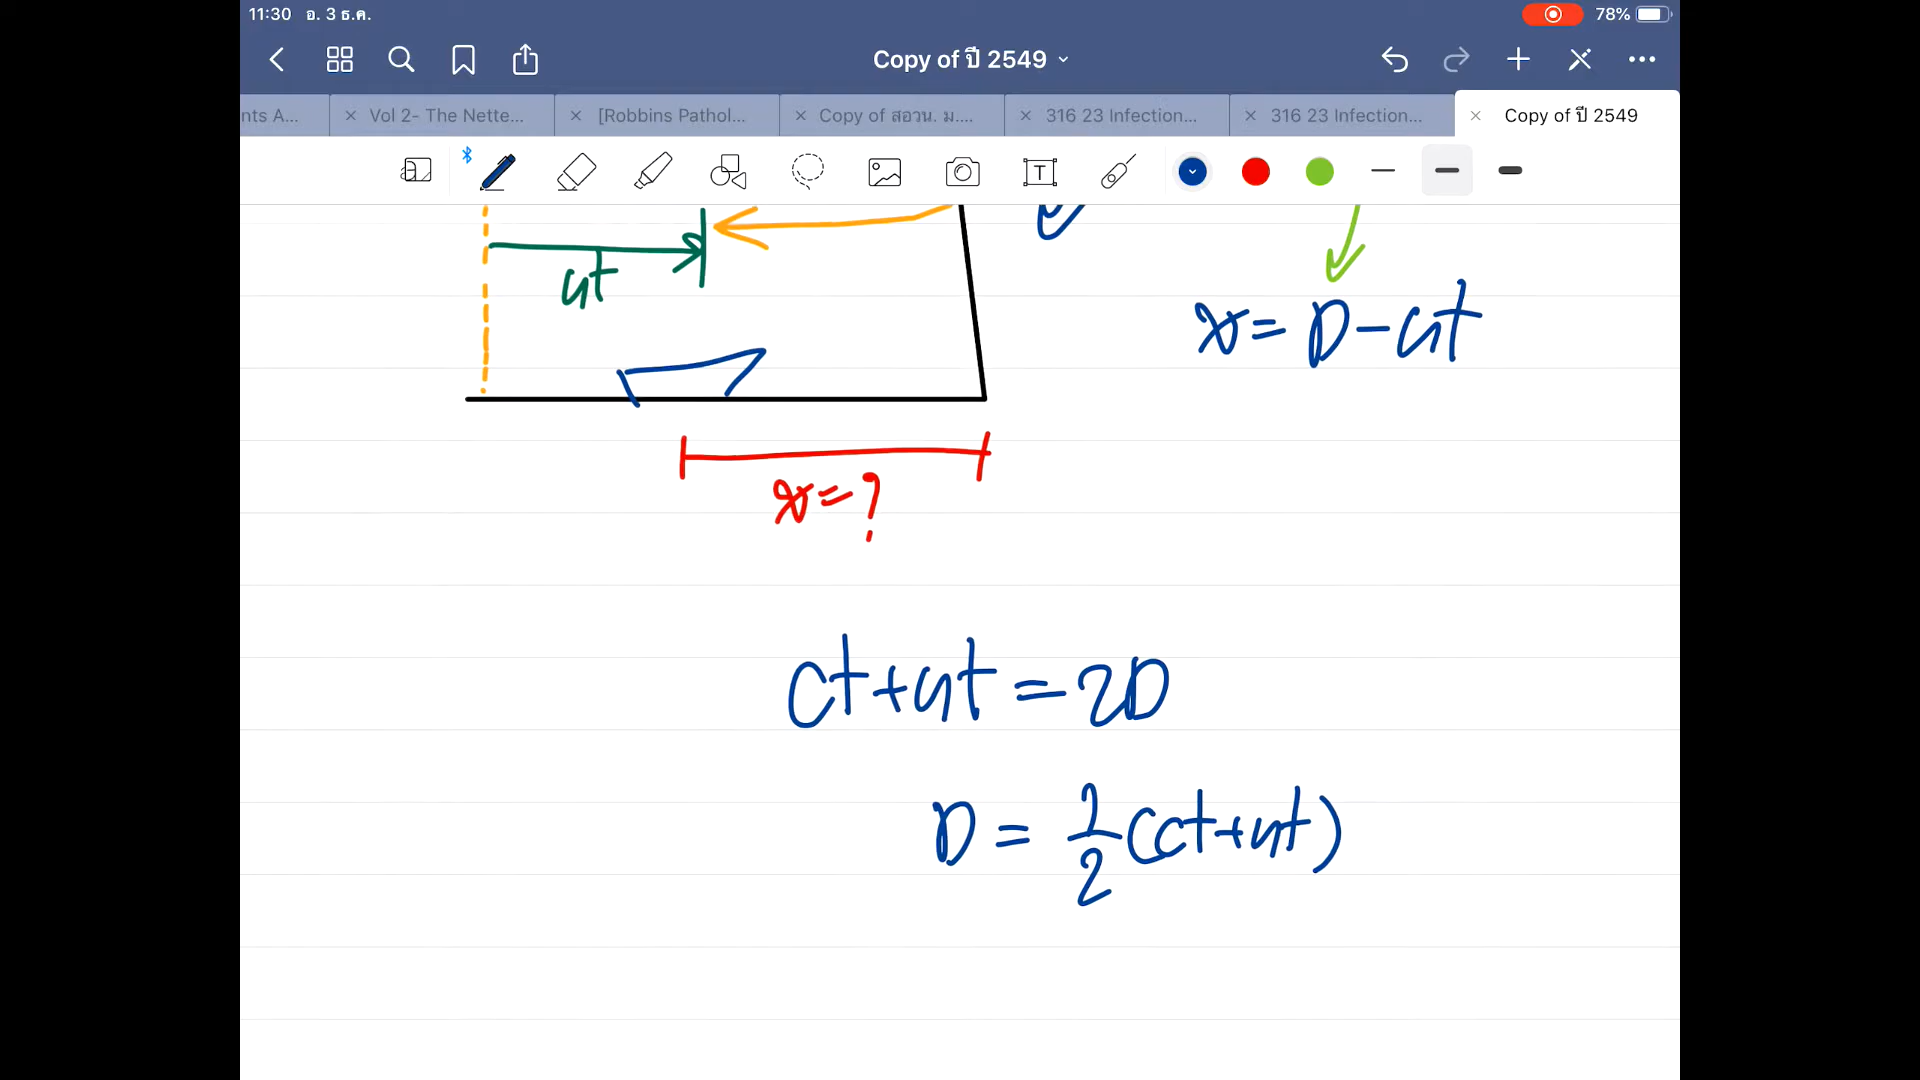 11:30 อ. 3 ธ.ค. 78%
Copy of ปี 2549
nts A... Vol 2- The Nette... [Robbins Pathol... Copy of สอวน. ม.... 316 23 Infection... 316 23 Infection... Copy of ปี 2549
ut
x = D - ut
x = ?
ct + ut = 2D
D = 1/2 (ct + ut)